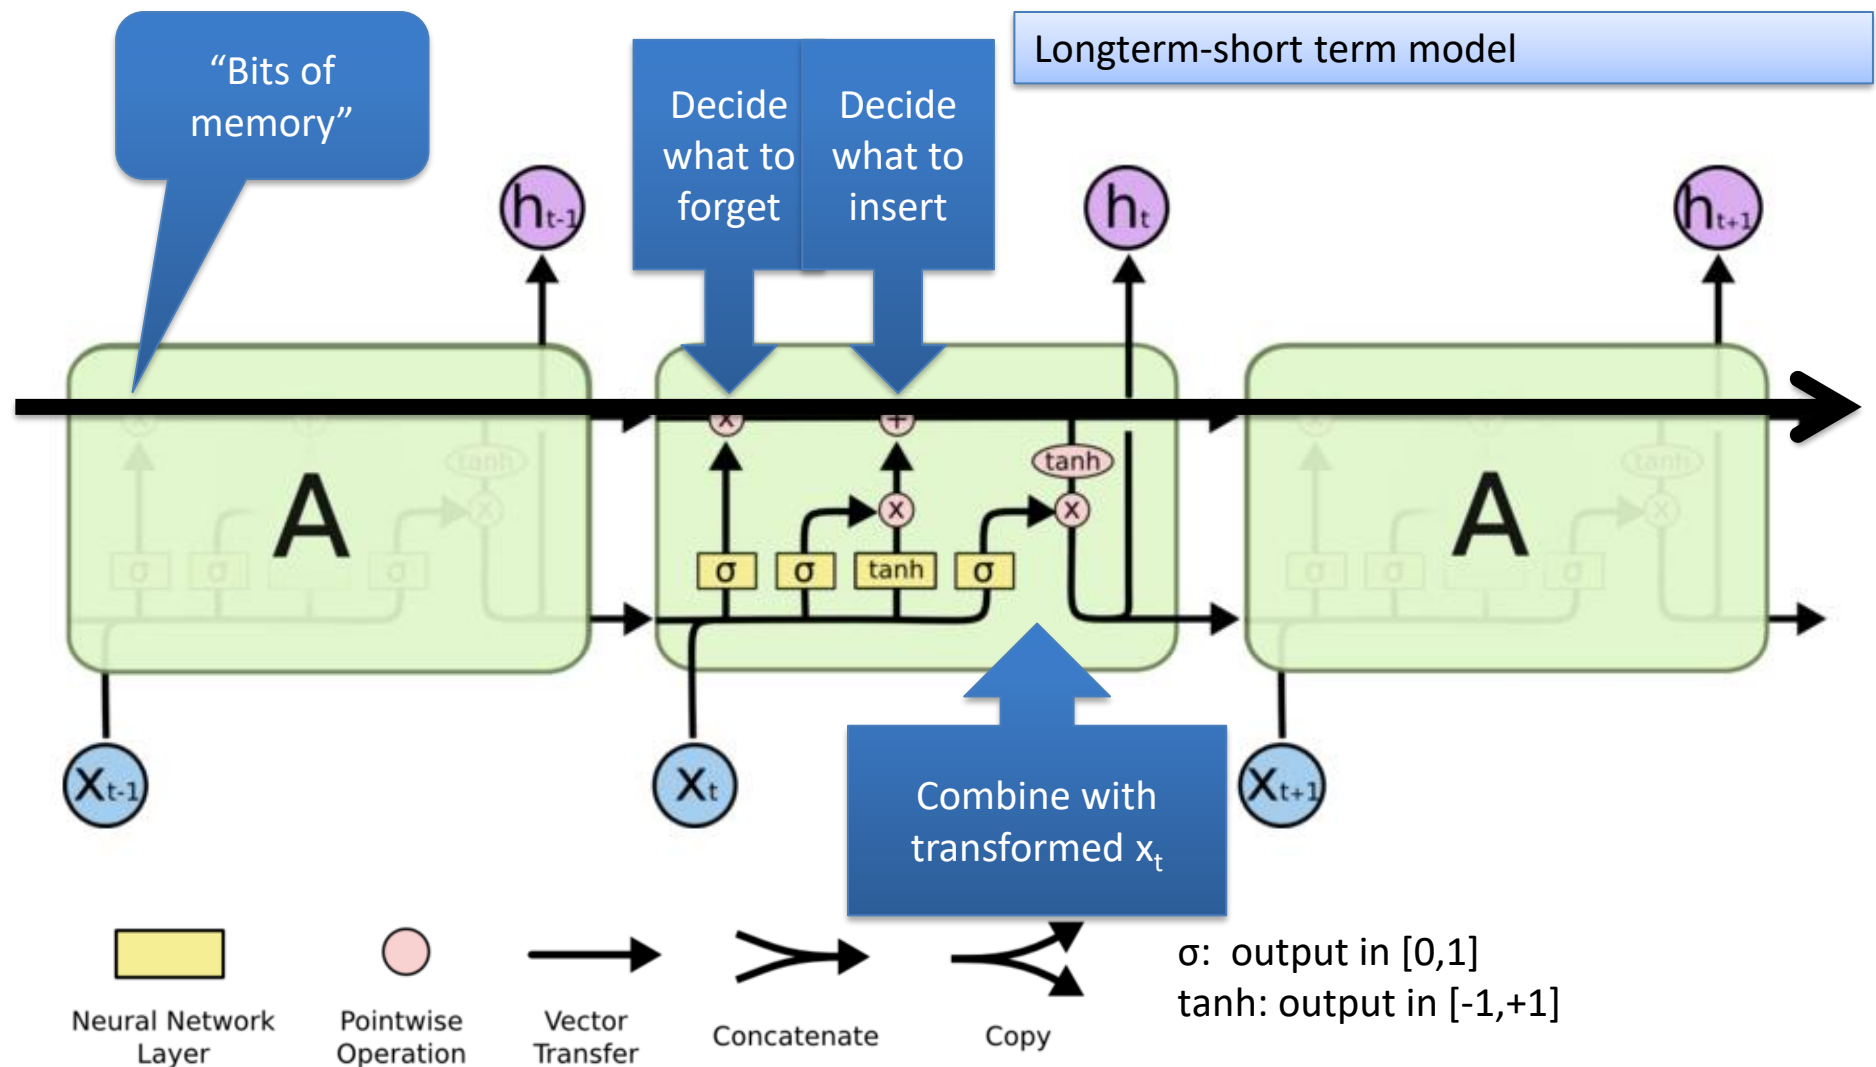 Longterm-short term model
“Bits of
memory”
Decide
what to
forget
Decide
what to
insert
ht-1
ht
ht+1
x
+
tanh
x
x
σ
σ
tanh
σ
A
A
x
+
tanh
x
σ
σ
σ
x
+
tanh
x
σ
σ
σ
Xt-1
Xt
Xt+1
Combine with
transformed xt
Neural Network
Layer
Pointwise
Operation
Vector
Transfer
Concatenate
Copy
σ: output in [0,1]
tanh: output in [-1,+1]